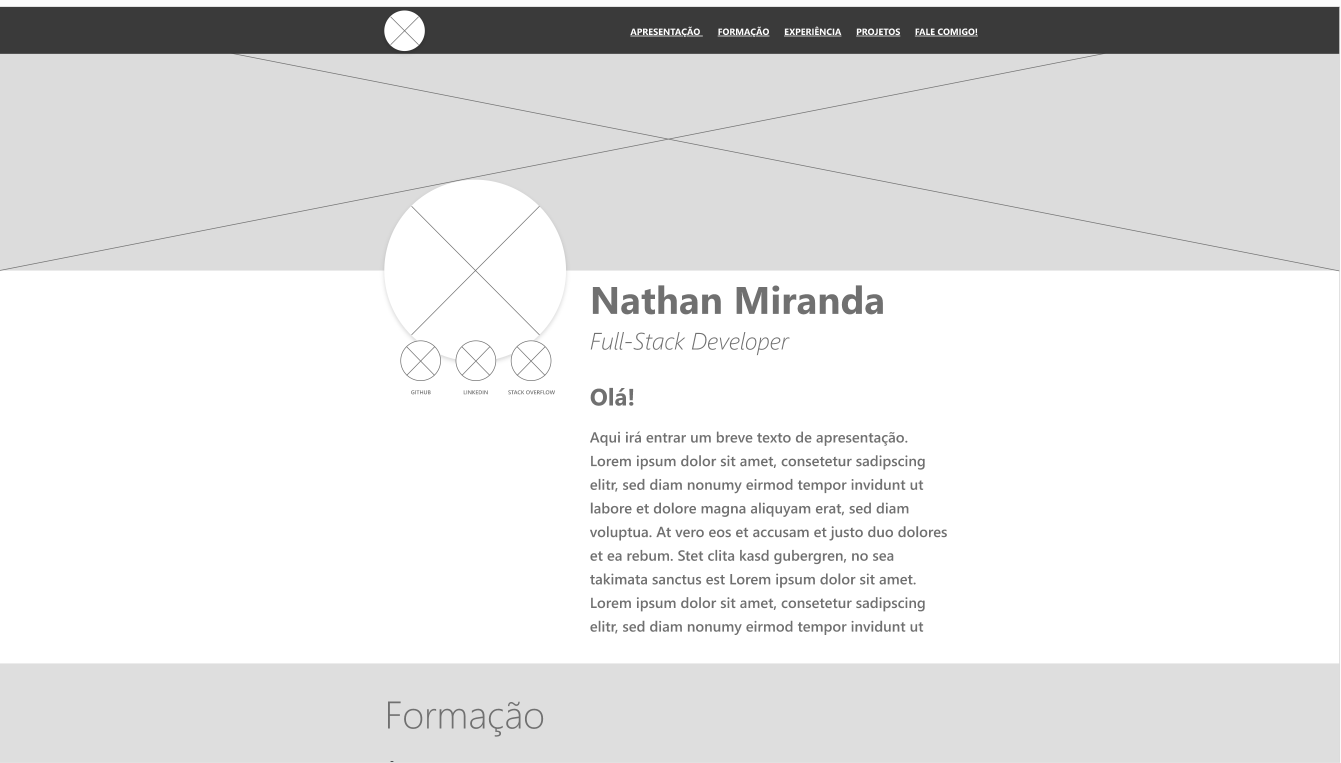 APRESENTAÇÃO FORMAÇÃO EXPERIÊNCIA PROJETOS FALE COMIGO!
Nathan Miranda
Full-Stack Developer
GITHUB LINKEDIN STACK OVERFLOW
Olá!
Aqui irá entrar um breve texto de apresentação.
Lorem ipsum dolor sit amet, consetetur sadipscing
elitr, sed diam nonumy eirmod tempor invidunt ut
labore et dolore magna aliquyam erat, sed diam
voluptua. At vero eos et accusam et justo duo dolores
et ea rebum. Stet clita kasd gubergren, no sea
takimata sanctus est Lorem ipsum dolor sit amet.
Lorem ipsum dolor sit amet, consetetur sadipscing
elitr, sed diam nonumy eirmod tempor invidunt ut
Formação